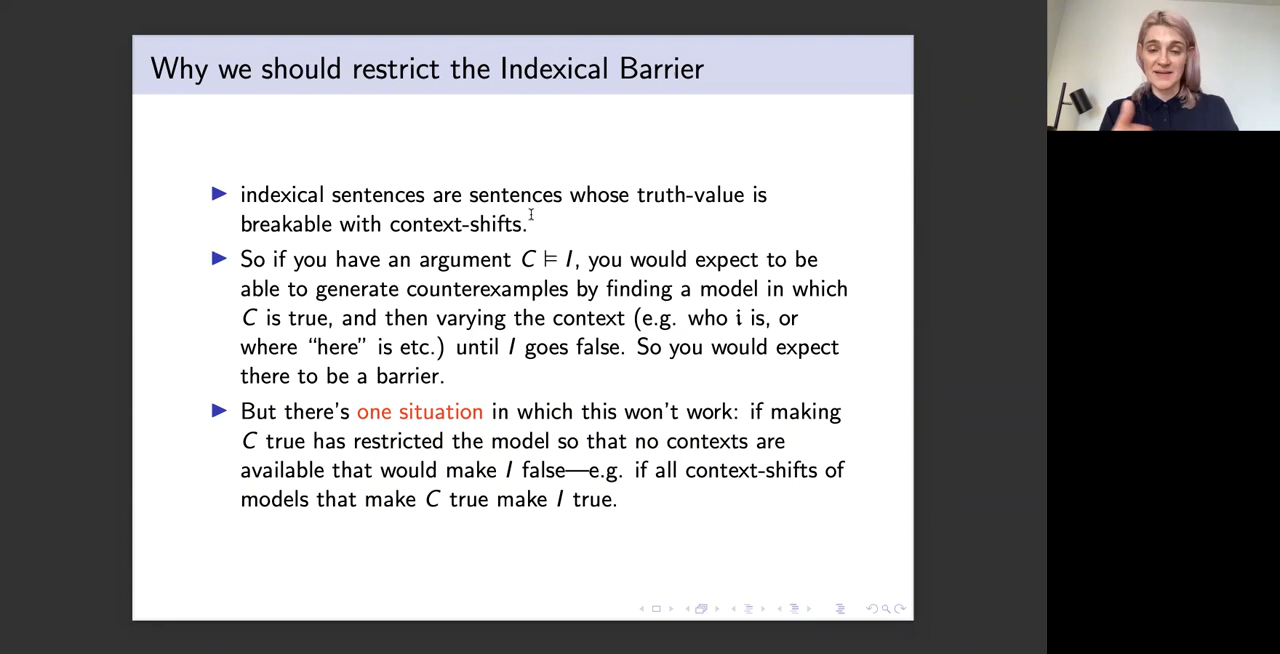 Why we should restrict the Indexical Barrier
▶ indexical sentences are sentences whose truth-value is
breakable with context-shifts.
▶ So if you have an argument C ⊨ I, you would expect to be
able to generate counterexamples by finding a model in which
C is true, and then varying the context (e.g. who i is, or
where “here” is etc.) until I goes false. So you would expect
there to be a barrier.
▶ But there’s one situation in which this won’t work: if making
C true has restricted the model so that no contexts are
available that would make I false—e.g. if all context-shifts of
models that make C true make I true.